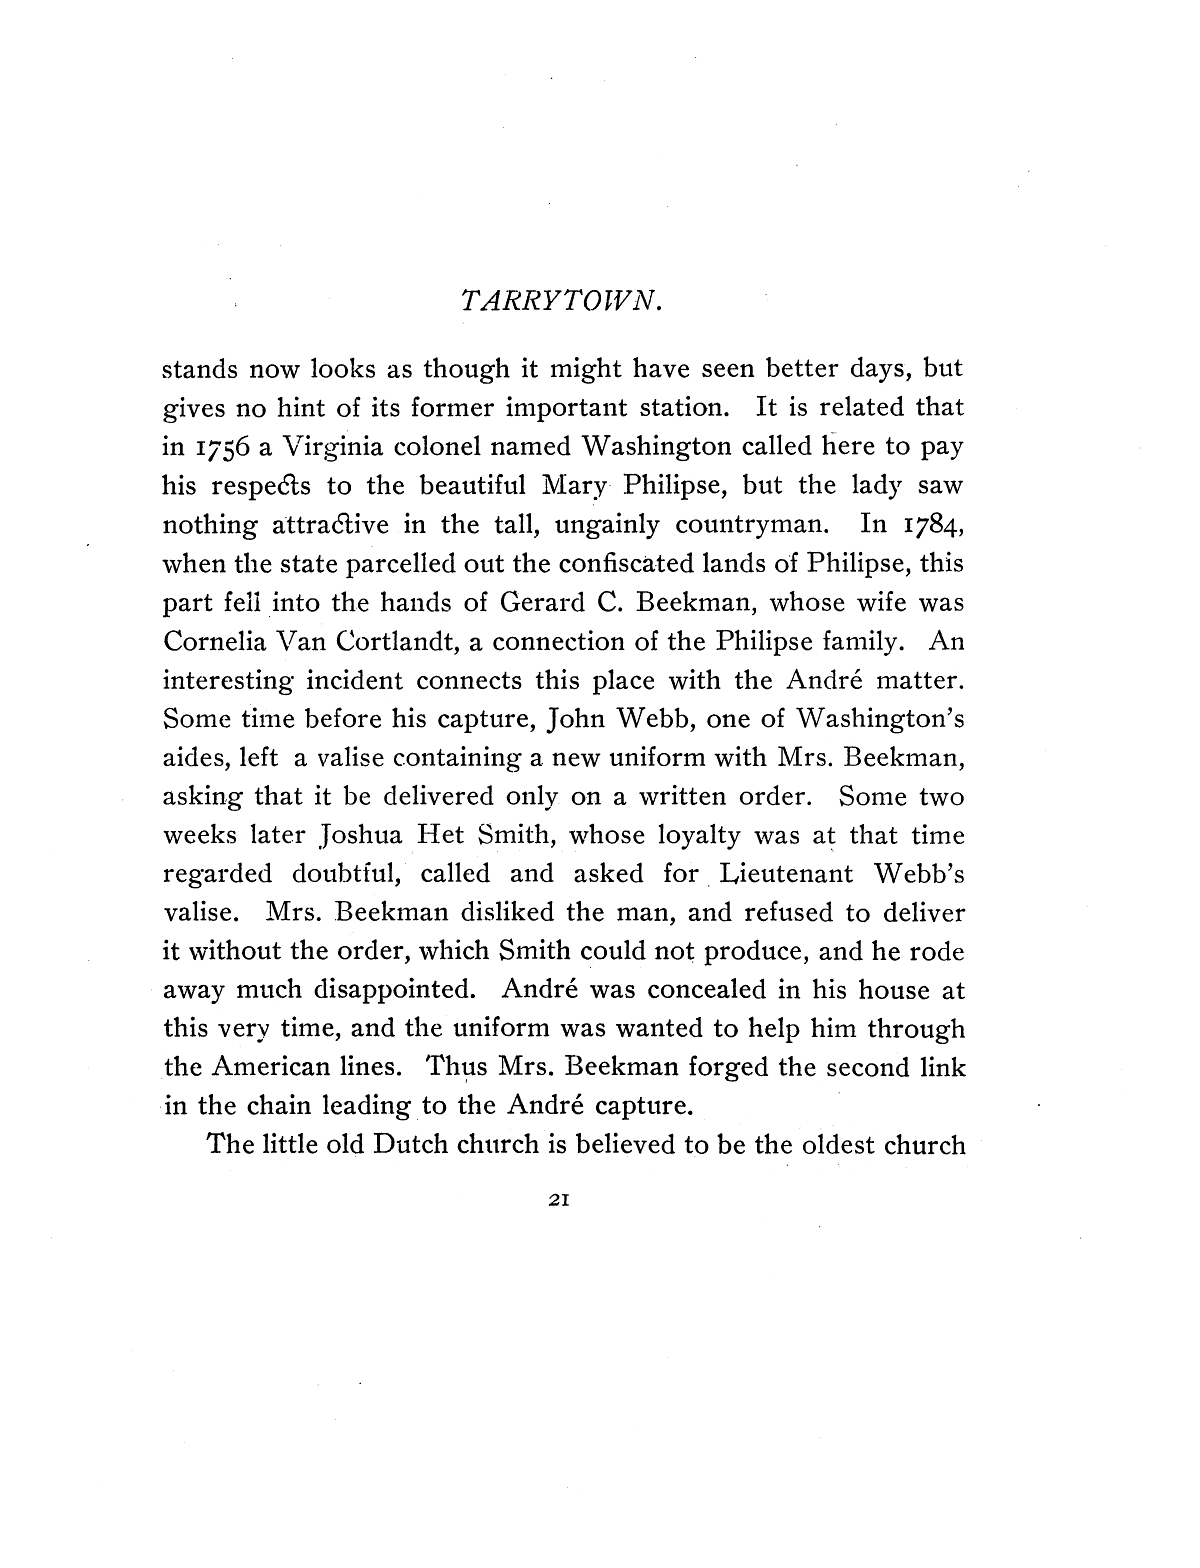 TARRYTOWN.
stands now looks as though it might have seen better days, but
gives no hint of its former important station. It is related that
in 1756 a Virginia colonel named Washington called here to pay
his respects to the beautiful Mary Philipse, but the lady saw
nothing attractive in the tall, ungainly countryman. In 1784,
when the state parcelled out the confiscated lands of Philipse, this
part fell into the hands of Gerard C. Beekman, whose wife was
Cornelia Van Cortlandt, a connection of the Philipse family. An
interesting incident connects this place with the André matter.
Some time before his capture, John Webb, one of Washington's
aides, left a valise containing a new uniform with Mrs. Beekman,
asking that it be delivered only on a written order. Some two
weeks later Joshua Het Smith, whose loyalty was at that time
regarded doubtful, called and asked for Lieutenant Webb's
valise. Mrs. Beekman disliked the man, and refused to deliver
it without the order, which Smith could not produce, and he rode
away much disappointed. André was concealed in his house at
this very time, and the uniform was wanted to help him through
the American lines. Thus Mrs. Beekman forged the second link
in the chain leading to the André capture.
The little old Dutch church is believed to be the oldest church
21